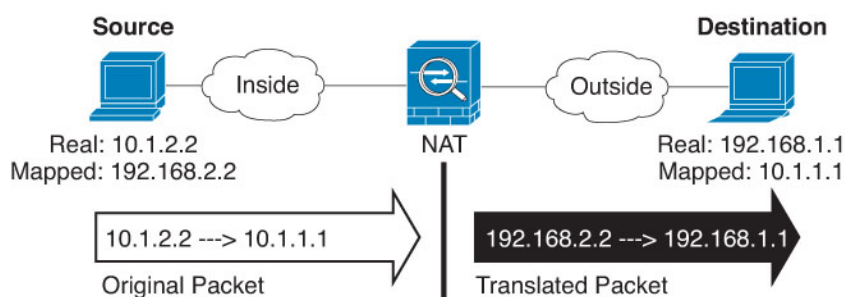 Source
Destination
Inside
Outside
Real: 10.1.2.2
Mapped: 192.168.2.2
NAT
Real: 192.168.1.1
Mapped: 10.1.1.1
10.1.2.2 ---> 10.1.1.1
192.168.2.2 ---> 192.168.1.1
Original Packet
Translated Packet